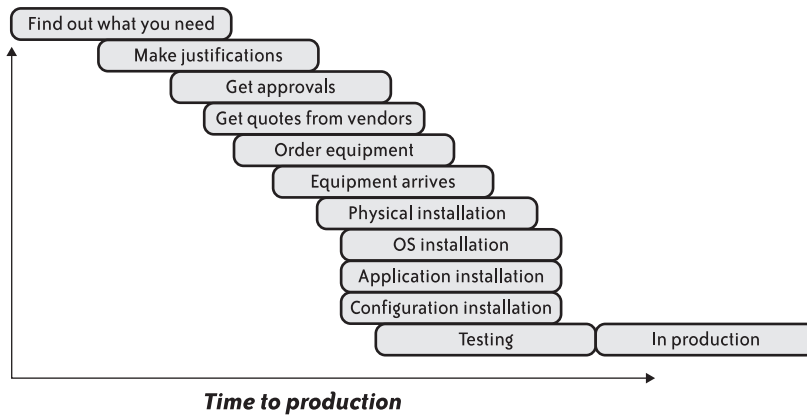 Find out what you need
Make justifications
Get approvals
Get quotes from vendors
Order equipment
Equipment arrives
Physical installation
OS installation
Application installation
Configuration installation
Testing
In production
Time to production